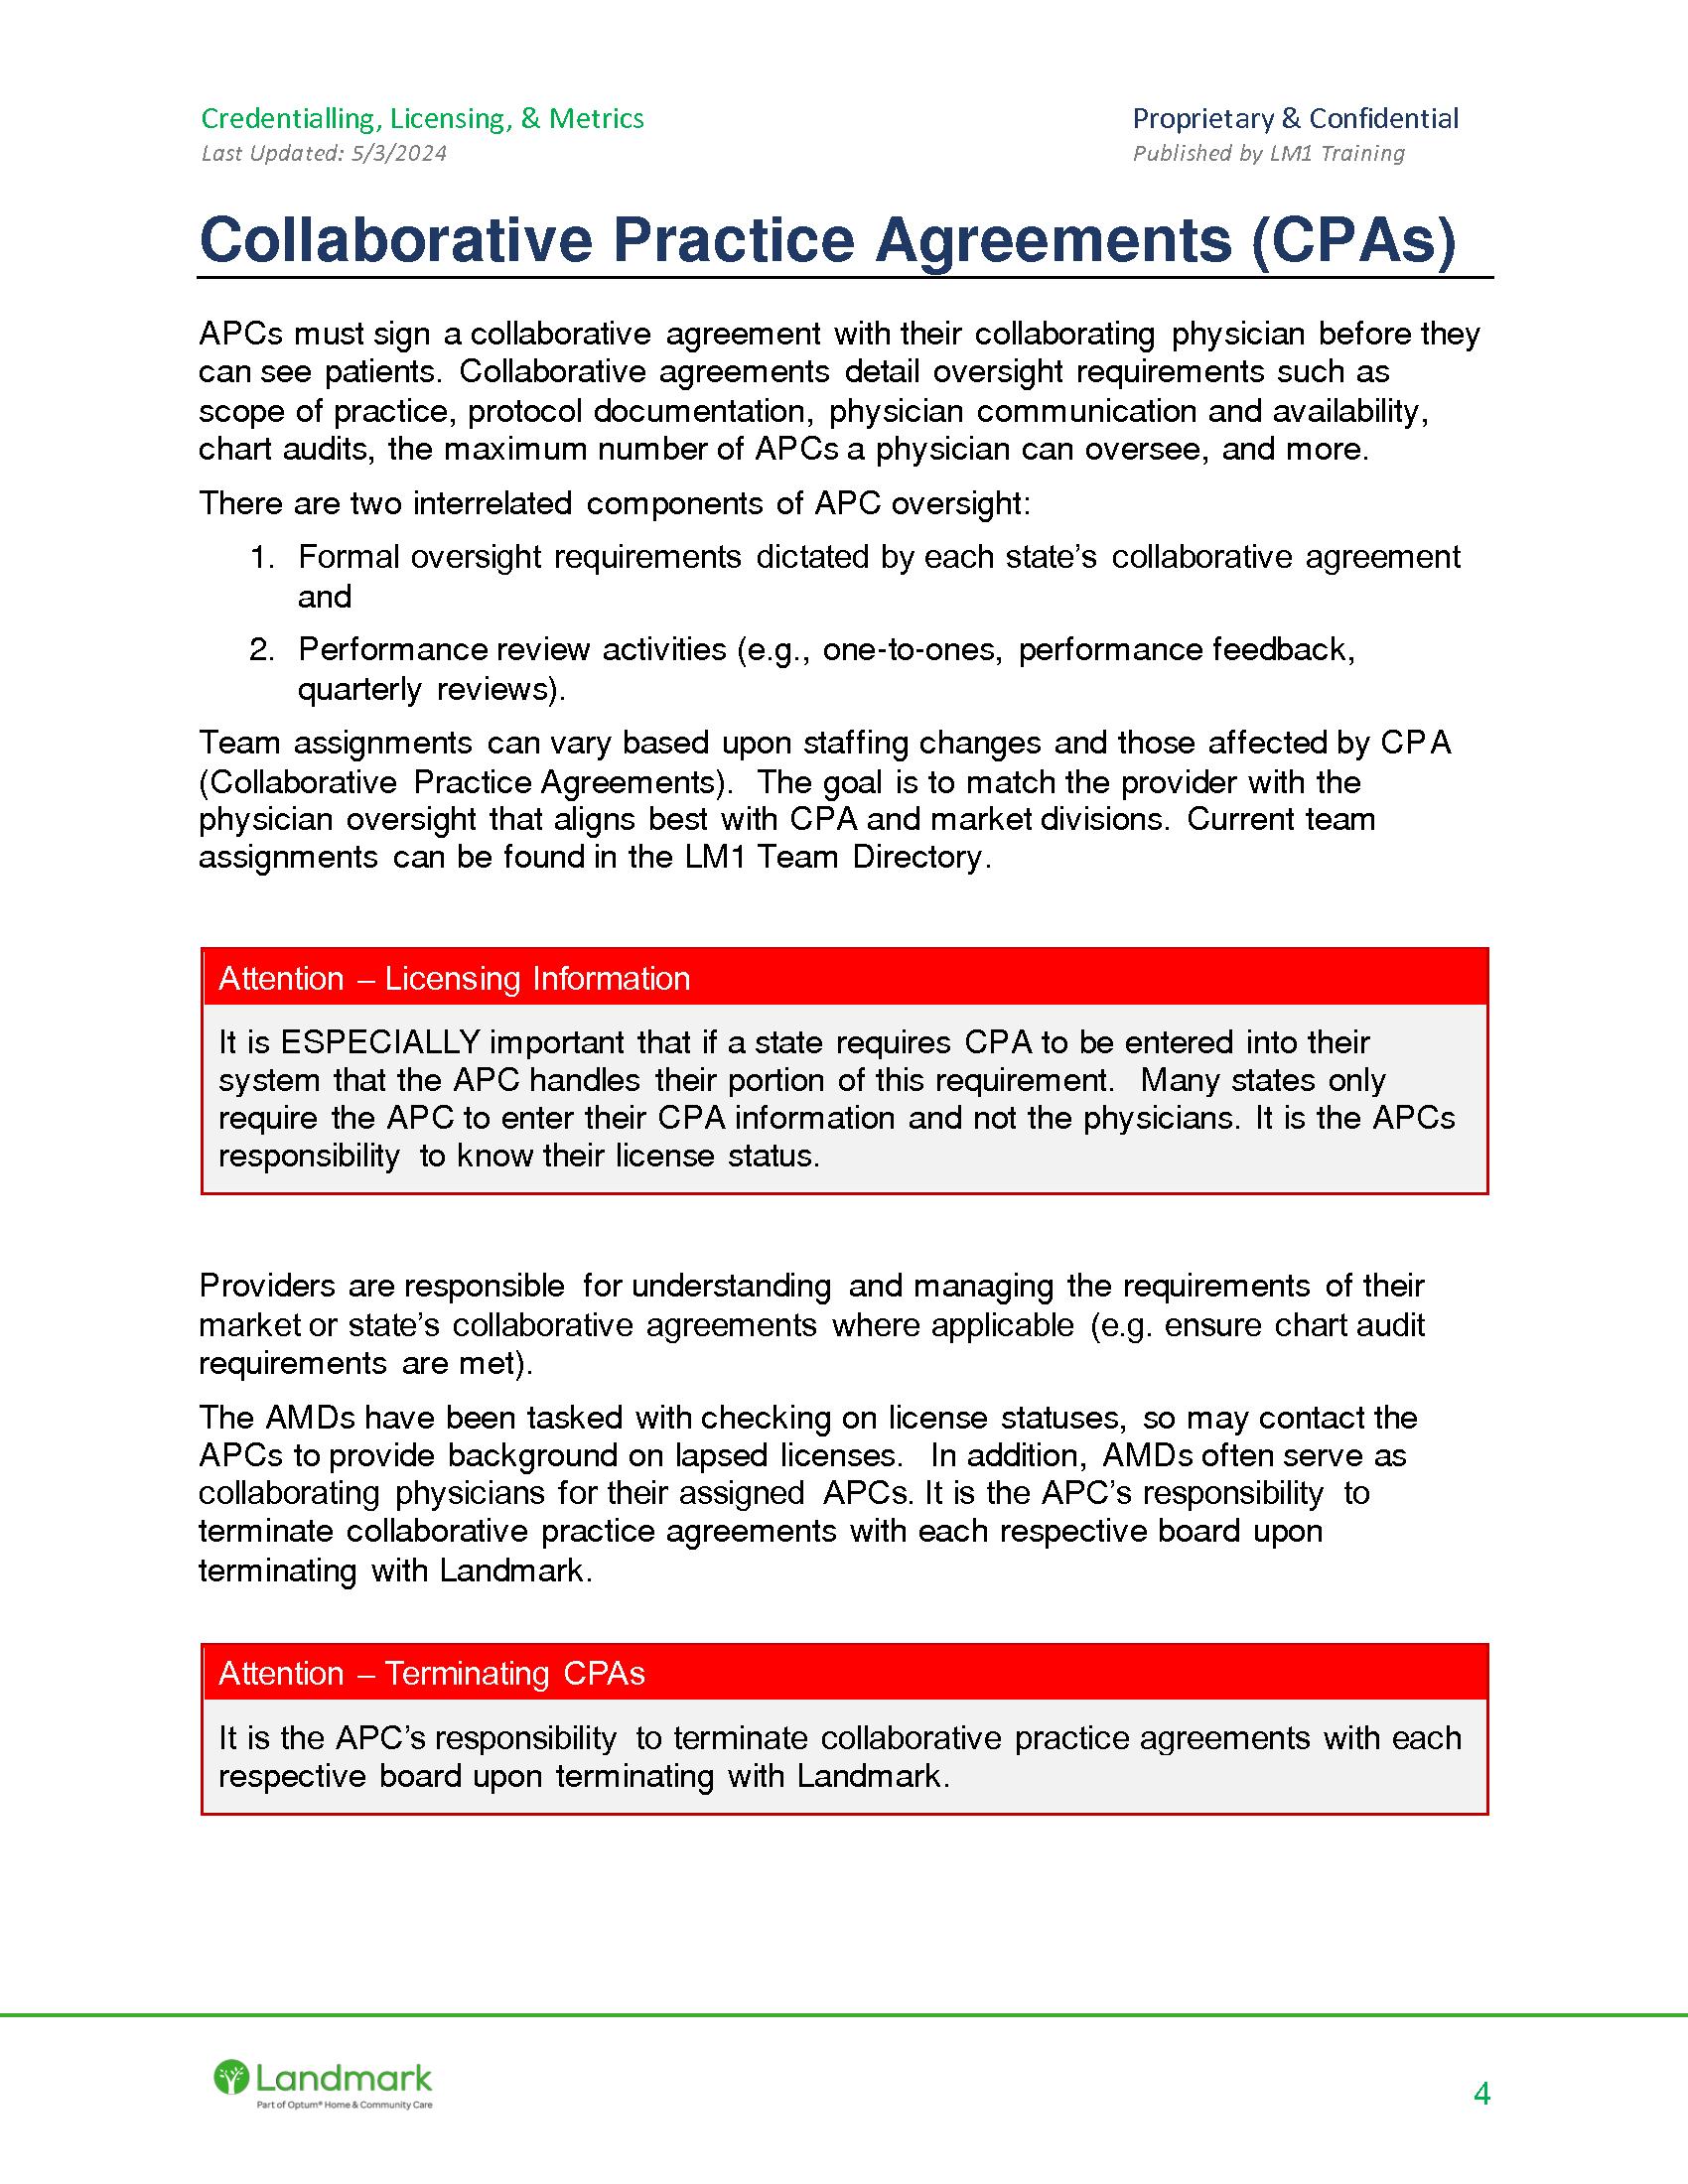 Credentialling, Licensing, & Metrics
Proprietary & Confidential
Last Updated: 5/3/2024
Published by LM1 Training
Collaborative Practice Agreements (CPAs)
APCs must sign a collaborative agreement with their collaborating physician before they
can see patients. Collaborative agreements detail oversight requirements such as
scope of practice, protocol documentation, physician communication and availability,
chart audits, the maximum number of APCs a physician can oversee, and more.
There are two interrelated components of APC oversight:
1. Formal oversight requirements dictated by each state’s collaborative agreement
and
2. Performance review activities (e.g., one-to-ones, performance feedback,
quarterly reviews).
Team assignments can vary based upon staffing changes and those affected by CPA
(Collaborative Practice Agreements). The goal is to match the provider with the
physician oversight that aligns best with CPA and market divisions. Current team
assignments can be found in the LM1 Team Directory.
Attention – Licensing Information
It is ESPECIALLY important that if a state requires CPA to be entered into their
system that the APC handles their portion of this requirement. Many states only
require the APC to enter their CPA information and not the physicians. It is the APCs
responsibility to know their license status.
Providers are responsible for understanding and managing the requirements of their
market or state’s collaborative agreements where applicable (e.g. ensure chart audit
requirements are met).
The AMDs have been tasked with checking on license statuses, so may contact the
APCs to provide background on lapsed licenses. In addition, AMDs often serve as
collaborating physicians for their assigned APCs. It is the APC’s responsibility to
terminate collaborative practice agreements with each respective board upon
terminating with Landmark.
Attention – Terminating CPAs
It is the APC’s responsibility to terminate collaborative practice agreements with each
respective board upon terminating with Landmark.
Landmark
Part of Optum® Home & Community Care
4